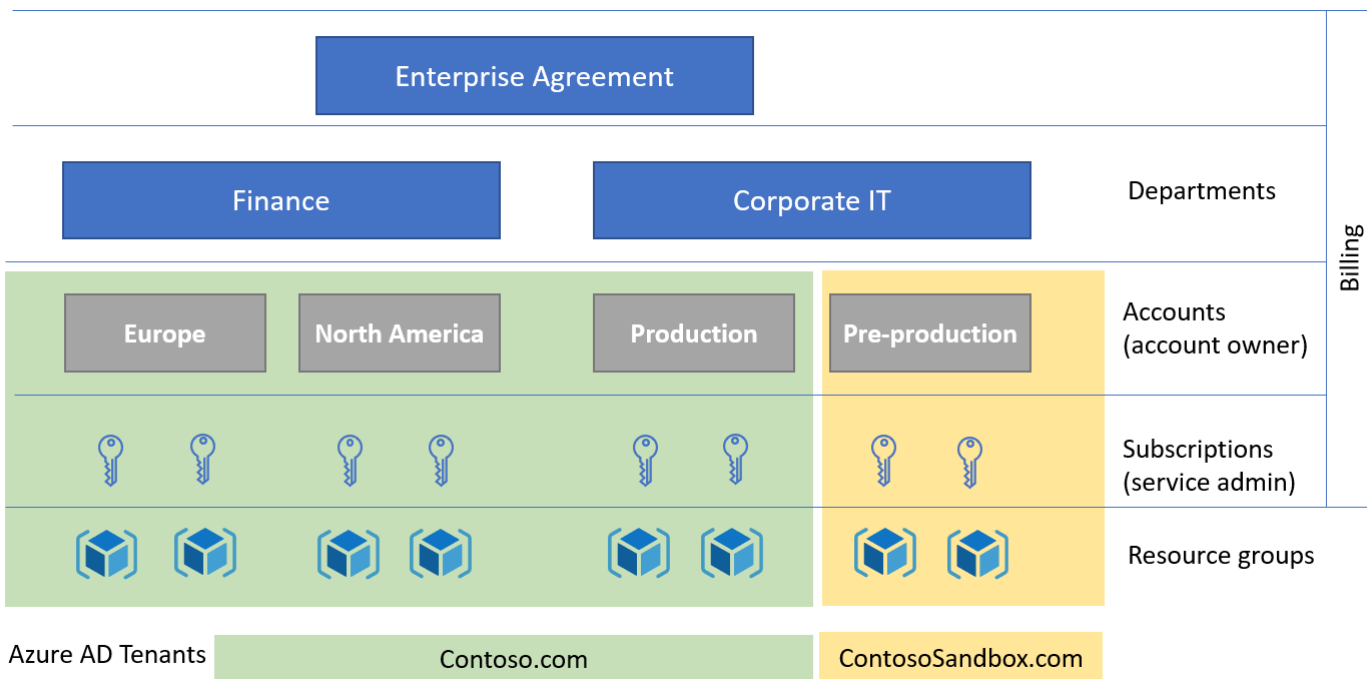 Enterprise Agreement
Finance
Corporate IT
Departments
Billing
Europe
North America
Production
Pre-production
Accounts
(account owner)
Subscriptions
(service admin)
Resource groups
Azure AD Tenants
Contoso.com
ContosoSandbox.com